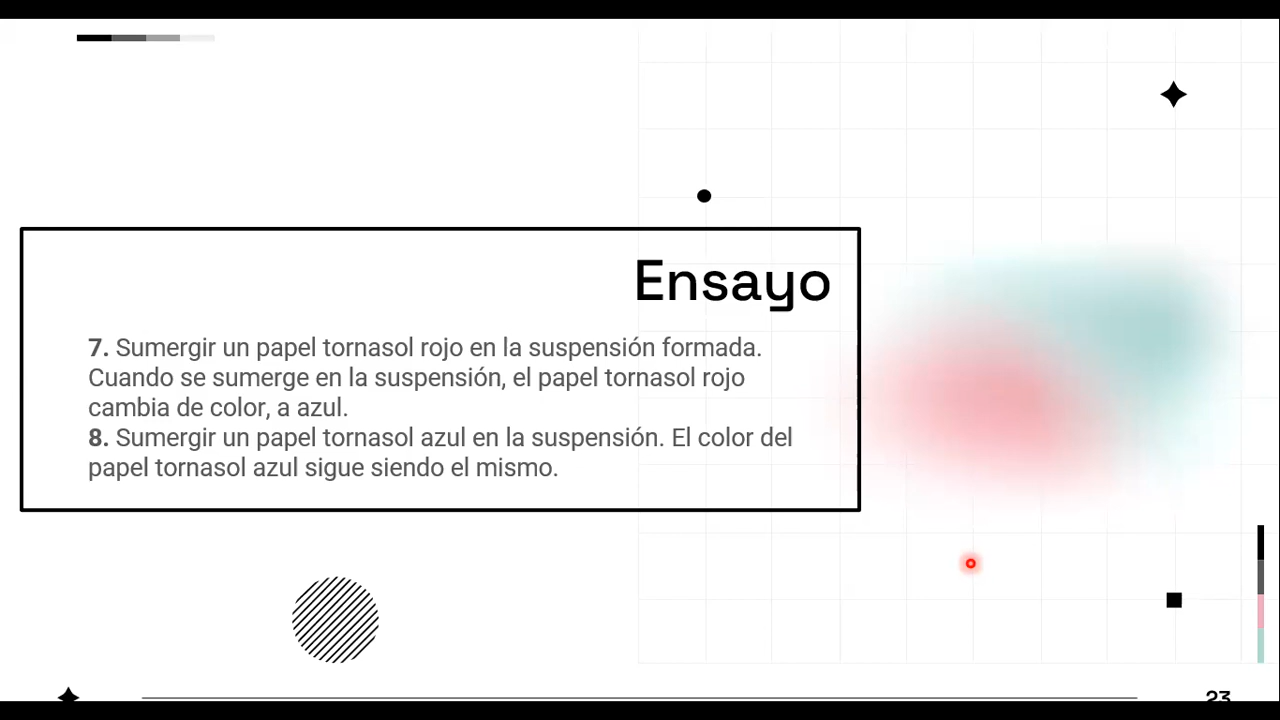 Ensayo
7. Sumergir un papel tornasol rojo en la suspensión formada.
Cuando se sumerge en la suspensión, el papel tornasol rojo
cambia de color, a azul.
8. Sumergir un papel tornasol azul en la suspensión. El color del
papel tornasol azul sigue siendo el mismo.
23